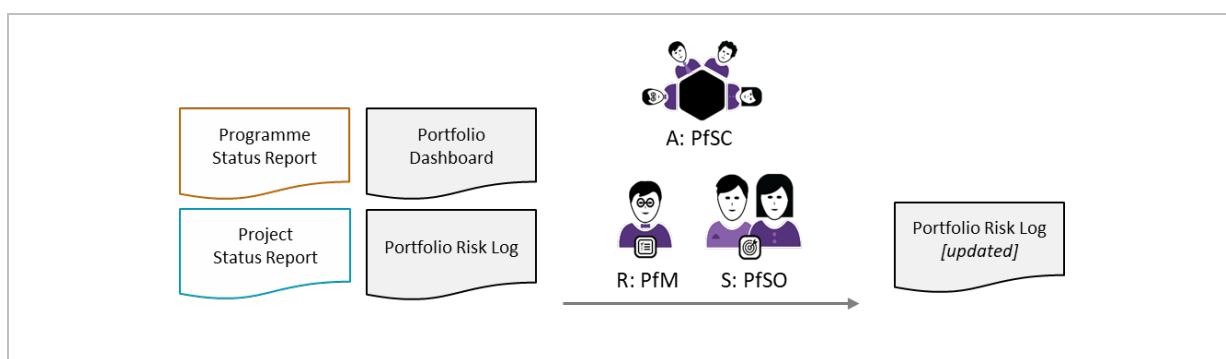 Programme
Status Report
Portfolio
Dashboard
Project
Status Report
Portfolio Risk Log
A: PfSC
R: PfM
S: PfSO
Portfolio Risk Log
[updated]